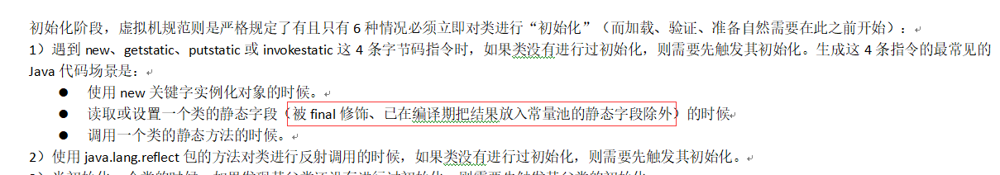 初始化阶段，虚拟机规范则是严格规定了有且只有 6 种情况必须立即对类进行“初始化”（而加载、验证、准备自然需要在此之前开始）：
1）遇到 new、getstatic、putstatic 或 invokestatic 这 4 条字节码指令时，如果类没有进行过初始化，则需要先触发其初始化。生成这 4 条指令的最常见的
Java 代码场景是：
● 使用 new 关键字实例化对象的时候。
● 读取或设置一个类的静态字段（被 final 修饰、已在编译期把结果放入常量池的静态字段除外）的时候
● 调用一个类的静态方法的时候。
2）使用 java.lang.reflect 包的方法对类进行反射调用的时候，如果类没有进行过初始化，则需要先触发其初始化。